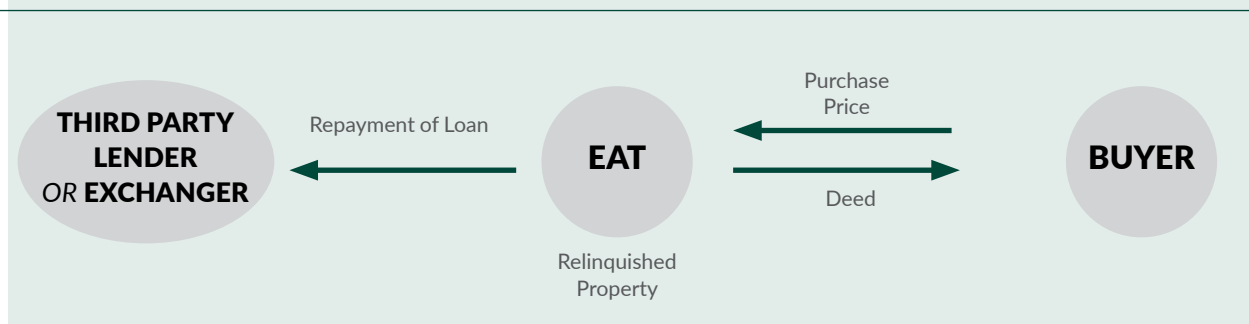 THIRD PARTY
LENDER
OR EXCHANGER
Repayment of Loan
EAT
Relinquished
Property
Purchase
Price
Deed
BUYER